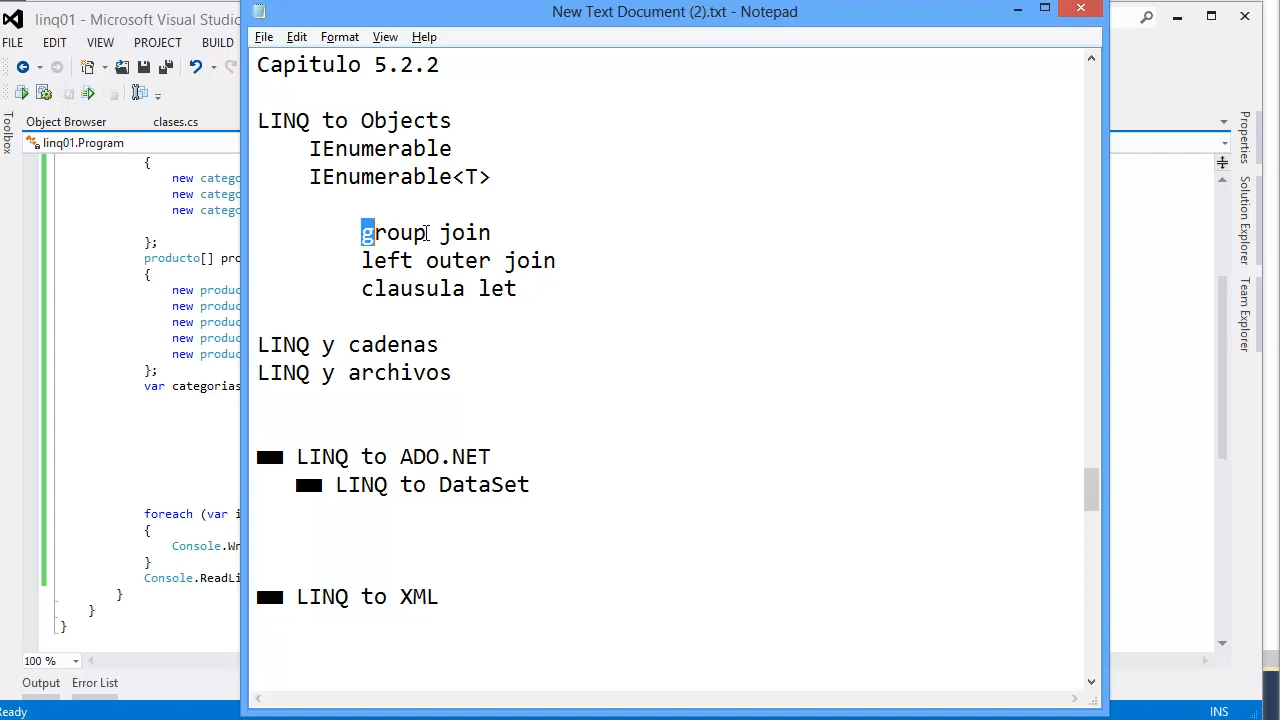 linq01 - Microsoft Visual Studio
New Text Document (2).txt - Notepad
FILE EDIT VIEW PROJECT BUILD
File Edit Format View Help
Object Browser clases.cs
linq01.Program
{
new catego
new catego
new catego
};
producto[] pro
{
new produc
new produc
new produc
new produc
new produc
};
var categorias
foreach (var i
{
Console.Wr
}
Console.ReadLi
}
}
}
100 %
Output Error List
Ready
Toolbox
Capitulo 5.2.2
LINQ to Objects
IEnumerable
IEnumerable<T>
group join
left outer join
clausula let
LINQ y cadenas
LINQ y archivos
LINQ to ADO.NET
LINQ to DataSet
LINQ to XML
Properties
Solution Explorer
Team Explorer
INS